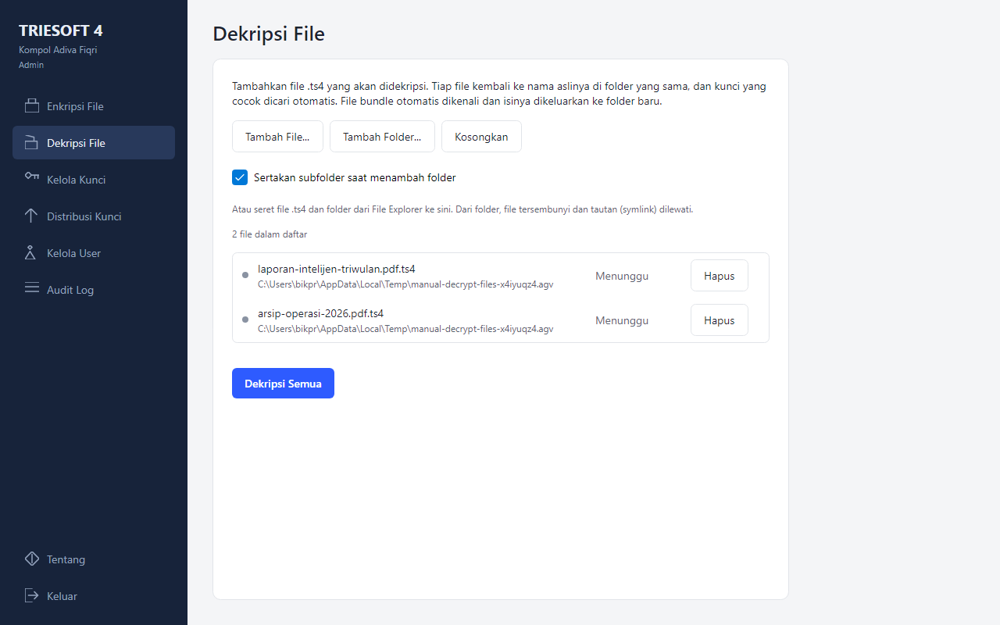 TRIESOFT 4
Kompol Adiva Fiqri
Admin
Enkripsi File
Dekripsi File
Kelola Kunci
Distribusi Kunci
Kelola User
Audit Log
Tentang
Keluar
Dekripsi File
Tambahkan file .ts4 yang akan didekripsi. Tiap file kembali ke nama aslinya di folder yang sama, dan kunci yang
cocok dicari otomatis. File bundle otomatis dikenali dan isinya dikeluarkan ke folder baru.
Tambah File... Tambah Folder... Kosongkan
Sertakan subfolder saat menambah folder
Atau seret file .ts4 dan folder dari File Explorer ke sini. Dari folder, file tersembunyi dan tautan (symlink) dilewati.
2 file dalam daftar
laporan-intelijen-triwulan.pdf.ts4
C:\Users\bikpr\AppData\Local\Temp\manual-decrypt-files-x4iyuqz4.agv
Menunggu Hapus
arsip-operasi-2026.pdf.ts4
C:\Users\bikpr\AppData\Local\Temp\manual-decrypt-files-x4iyuqz4.agv
Menunggu Hapus
Dekripsi Semua